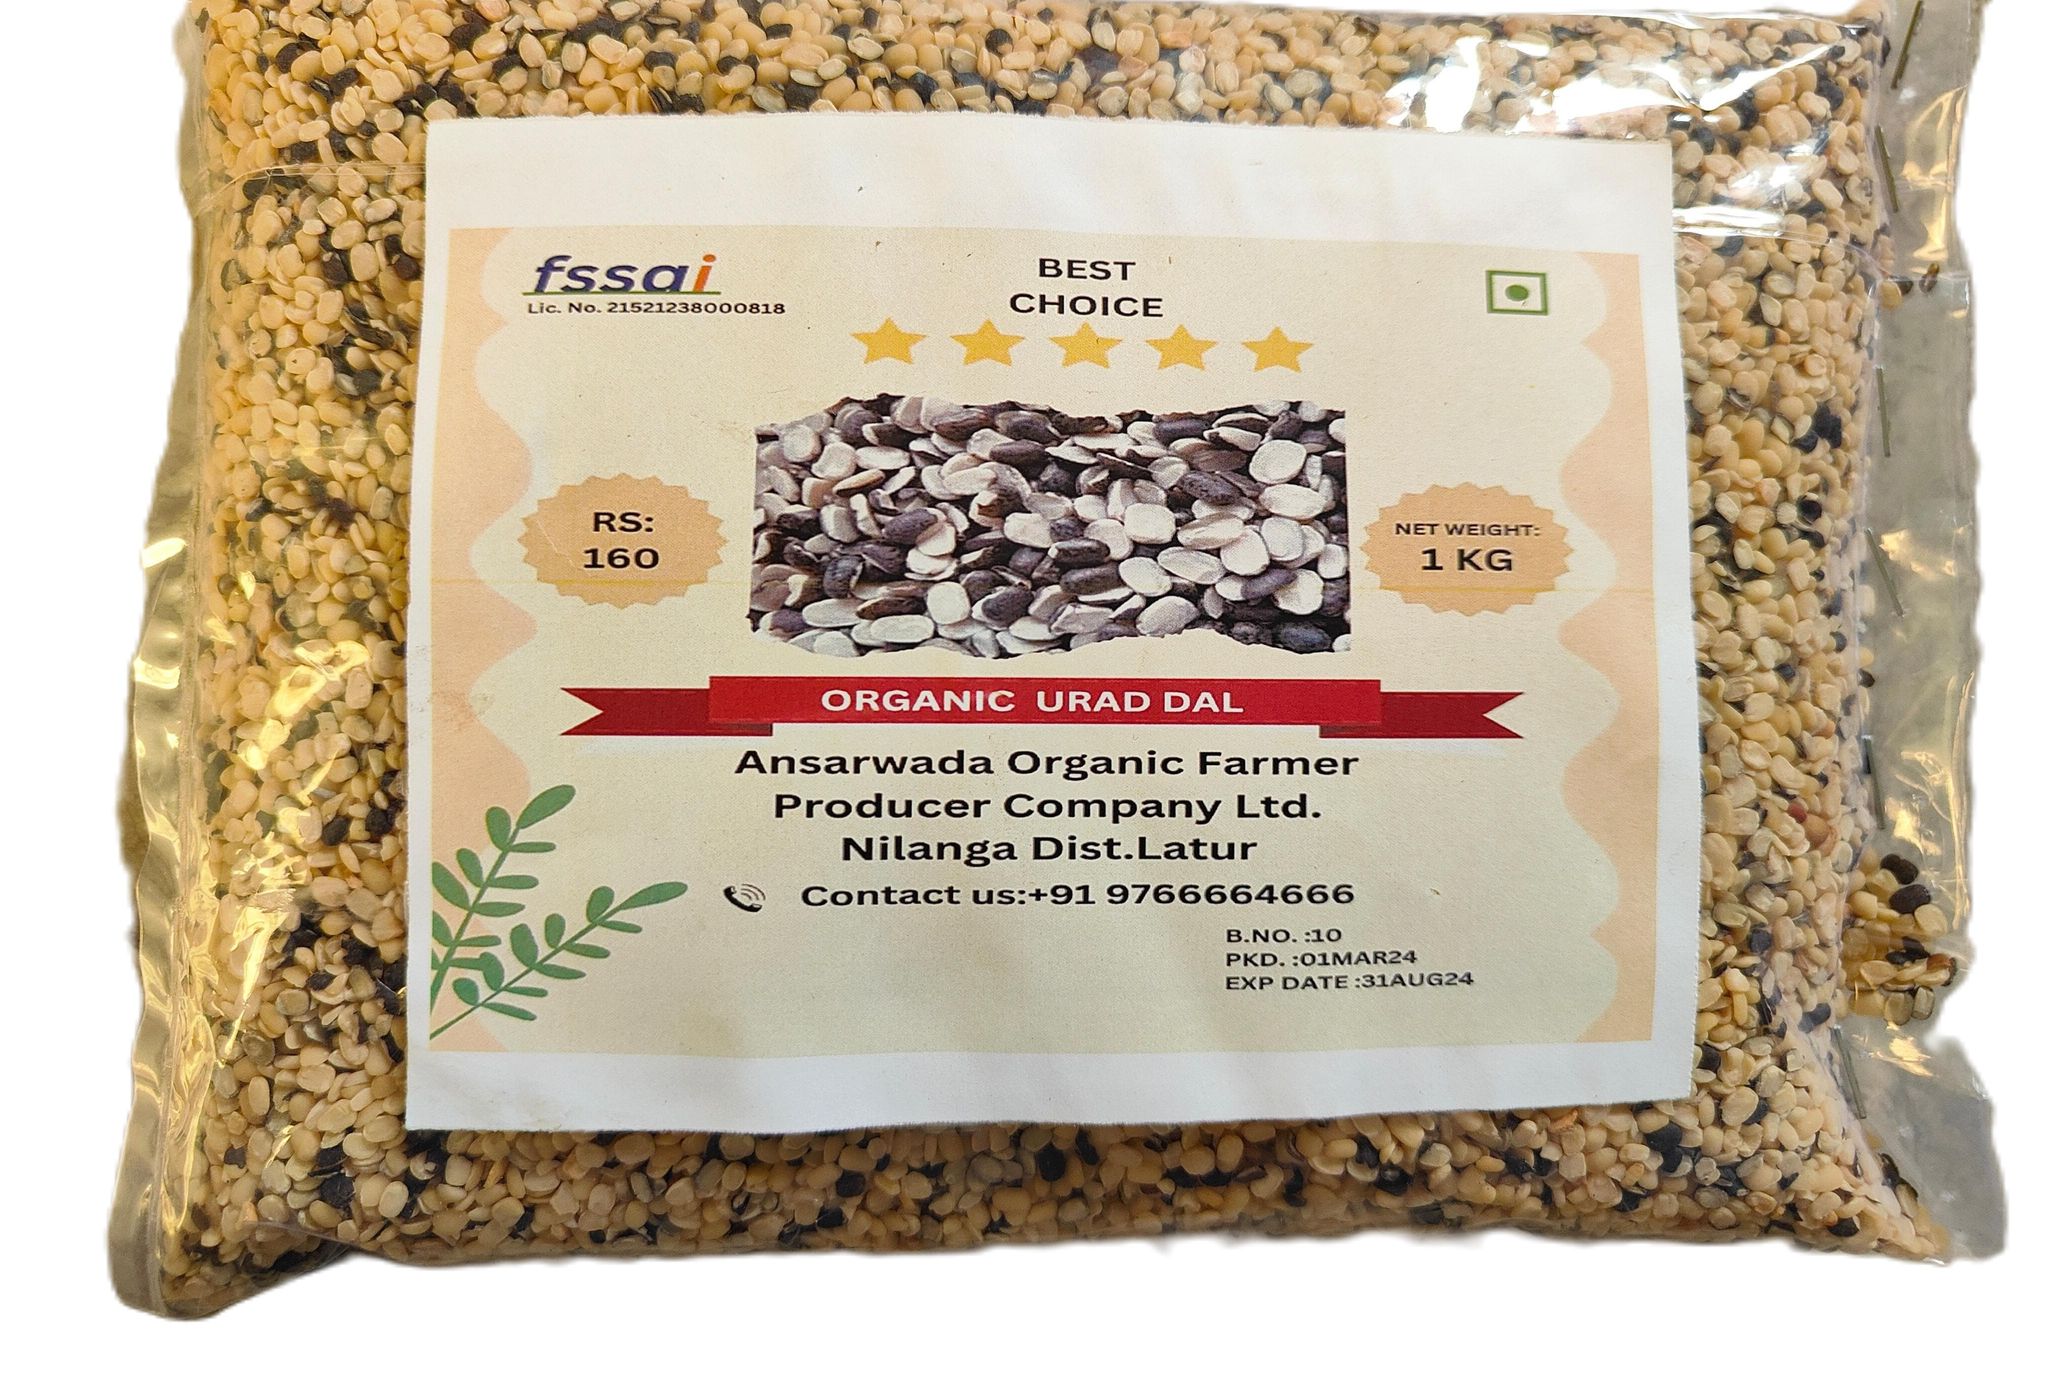 fssai
Lic. No. 21521238000818
BEST
CHOICE
RS:
160
NET WEIGHT:
1 KG
ORGANIC URAD DAL
Ansarwada Organic Farmer
Producer Company Ltd.
Nilanga Dist.Latur
Contact us:+91 9766664666
B.NO. :10
PKD. :01MAR24
EXP DATE :31AUG24